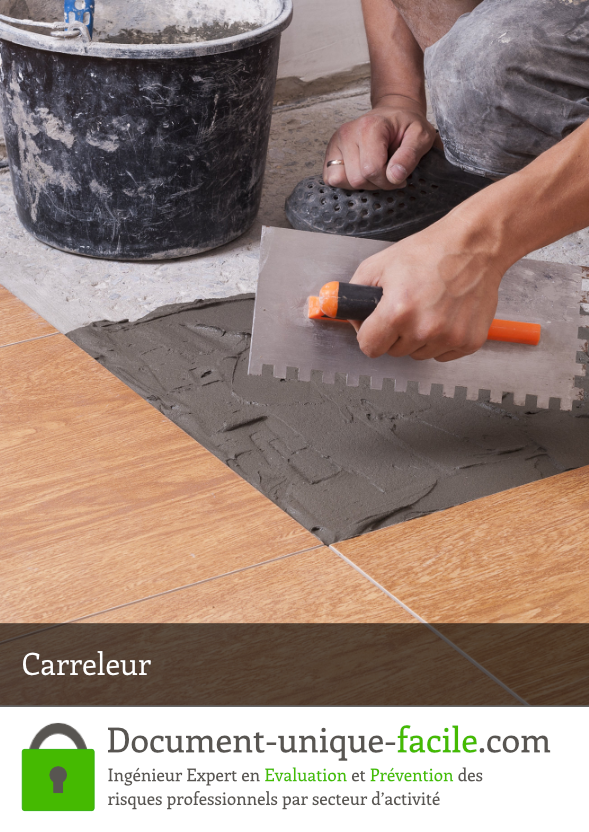 Carreleur
Document-unique-facile.com
Ingénieur Expert en Evaluation et Prévention des
risques professionnels par secteur d'activité